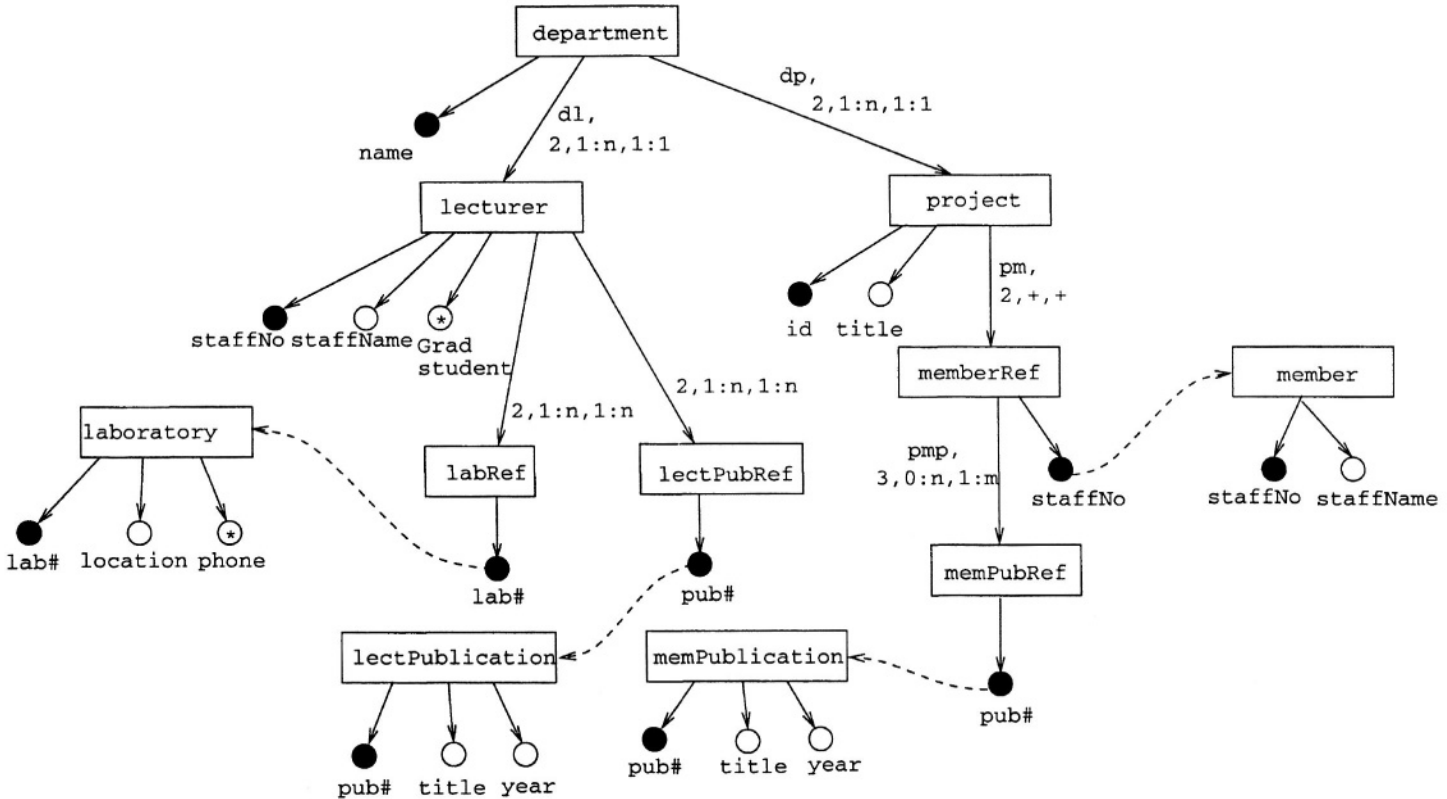 department
dp,
2,1:n,1:1
dl,
2,1:n,1:1
name
lecturer
project
pm,
2,+,+
*
staffNo staffName Grad
student
id title
memberRef
member
2,1:n,1:n
2,1:n,1:n
laboratory
labRef
lectPubRef
pmp,
3,0:n,1:m
staffNo
staffNo staffName
*
lab# location phone
lab#
pub#
memPubRef
lectPublication
memPublication
pub#
pub# title year
pub# title year